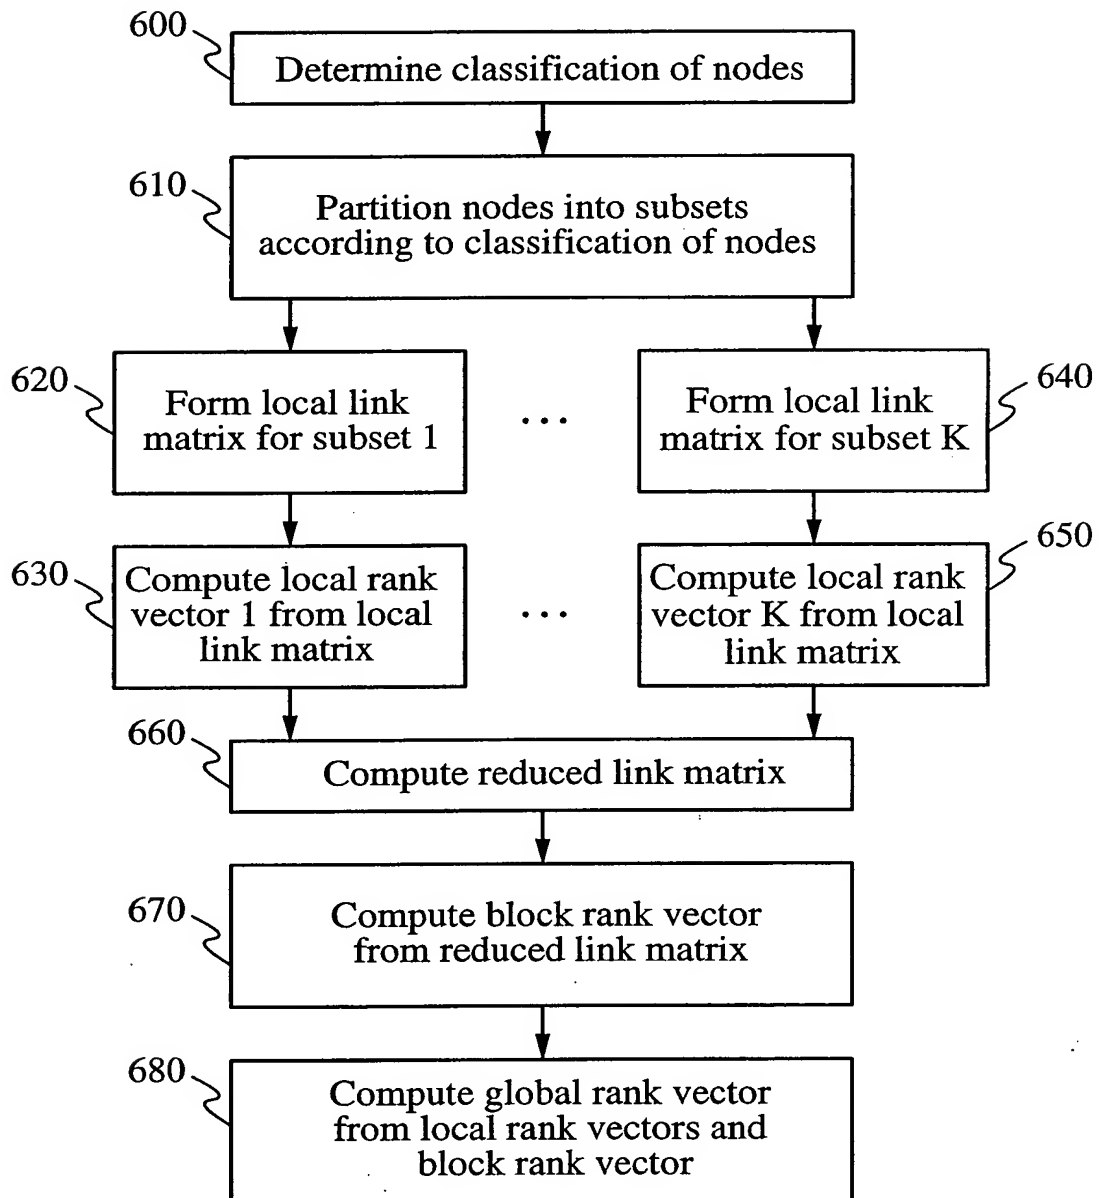 600
Determine classification of nodes
610
Partition nodes into subsets
according to classification of nodes
620
Form local link
matrix for subset 1
...
Form local link
matrix for subset K
640
630
Compute local rank
vector 1 from local
link matrix
...
Compute local rank
vector K from local
link matrix
650
660
Compute reduced link matrix
670
Compute block rank vector
from reduced link matrix
680
Compute global rank vector
from local rank vectors and
block rank vector